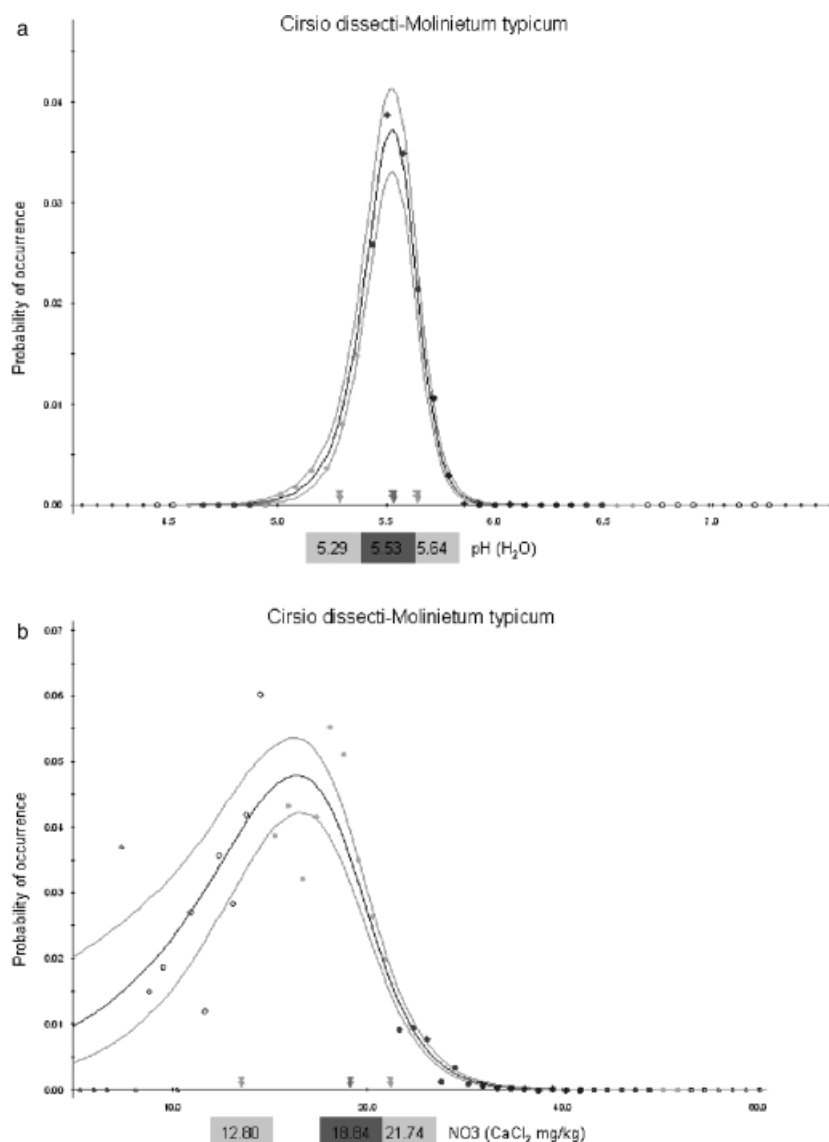 a
Cirsio dissecti-Molinietum typicum
Probability of occurrence
0.04
0.03
0.02
0.01
0.00
4.5 5.0 5.5 6.0 6.5 7.0
5.29 5.53 5.64 pH (H₂O)
b
Cirsio dissecti-Molinietum typicum
Probability of occurrence
0.07
0.06
0.05
0.04
0.03
0.02
0.01
0.00
10.0 20.0 40.0
12.80 18.84 21.74 NO3 (CaCl₂ mg/kg)